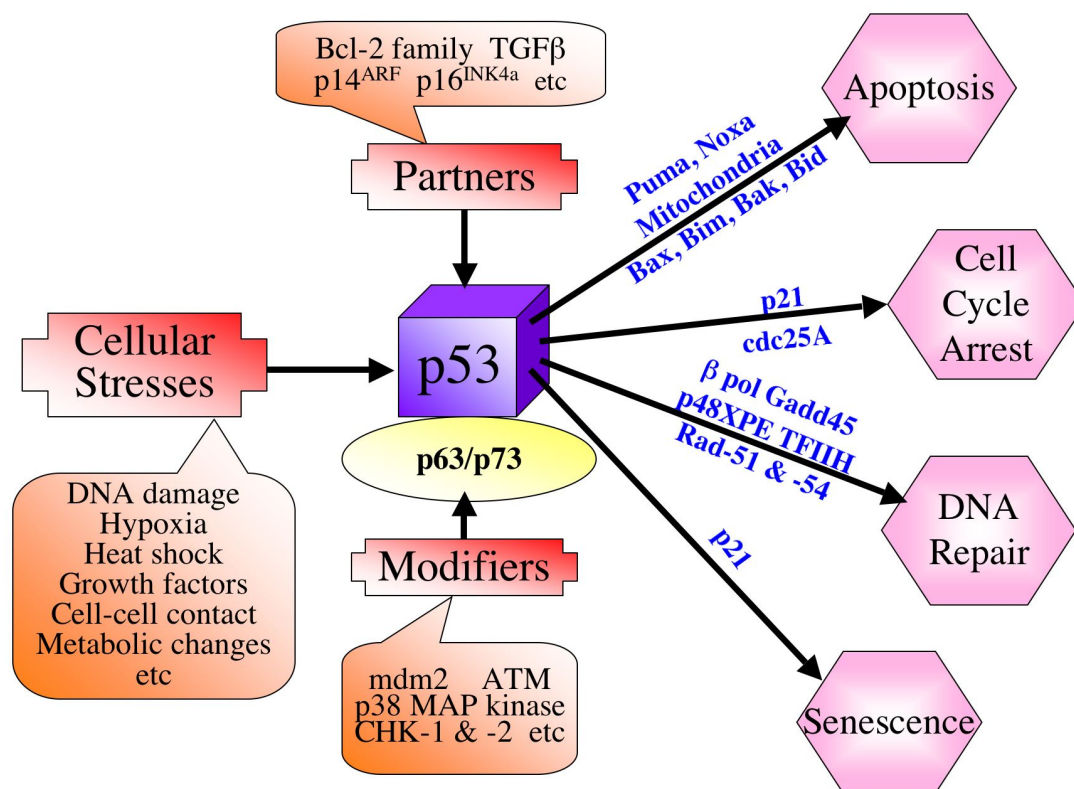 Bcl-2 family TGFβ
p14ARF p16INK4a etc
Partners
Apoptosis
Puma, Noxa
Mitochondria
Bax, Bim, Bak, Bid
Cellular
Stresses
p53
p21
cdc25A
Cell
Cycle
Arrest
p63/p73
β pol Gadd45
p48XPE TFIIH
Rad-51 & -54
DNA
Repair
DNA damage
Hypoxia
Heat shock
Growth factors
Cell-cell contact
Metabolic changes
etc
Modifiers
mdm2 ATM
p38 MAP kinase
CHK-1 & -2 etc
p21
Senescence